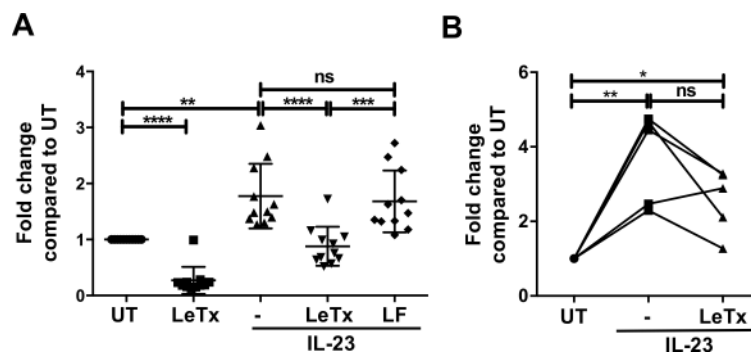 A
Fold change
compared to UT
4
3
2
1
0
ns
**
****
***
****
UT
LeTx
-
LeTx
LF
IL-23
B
Fold change
compared to UT
6
4
2
0
*
**
ns
UT
-
LeTx
IL-23